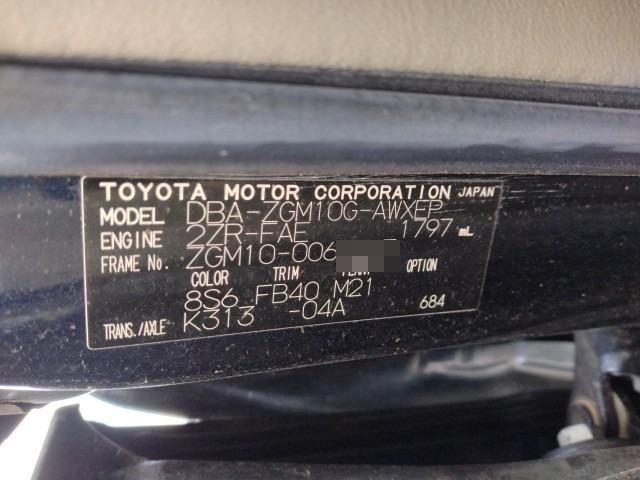 TOYOTA MOTOR CORPORATION JAPAN
MODEL DBA-ZGM10G-AWXEP
ENGINE 2ZR-FAE 1797 mL
FRAME No. ZGM10-006
COLOR TRIM OPTION
8S6 FB40 M21 684
TRANS./AXLE K313 -04A